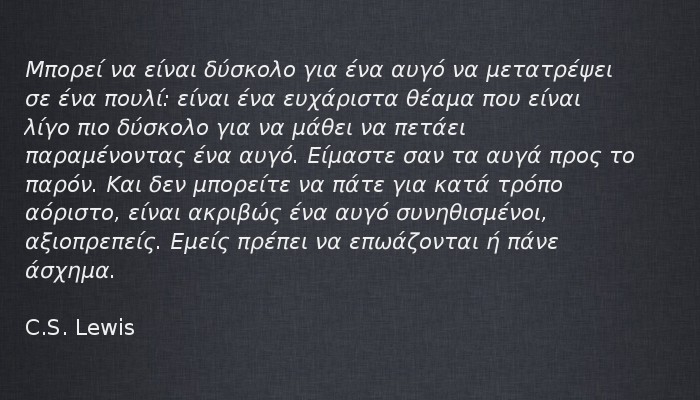 Μπορεί να είναι δύσκολο για ένα αυγό να μετατρέψει
σε ένα πουλί: είναι ένα ευχάριστα θέαμα που είναι
λίγο πιο δύσκολο για να μάθει να πετάει
παραμένοντας ένα αυγό. Είμαστε σαν τα αυγά προς το
παρόν. Και δεν μπορείτε να πάτε για κατά τρόπο
αόριστο, είναι ακριβώς ένα αυγό συνηθισμένοι,
αξιοπρεπείς. Εμείς πρέπει να επωάζονται ή πάνε
άσχημα.
C.S. Lewis